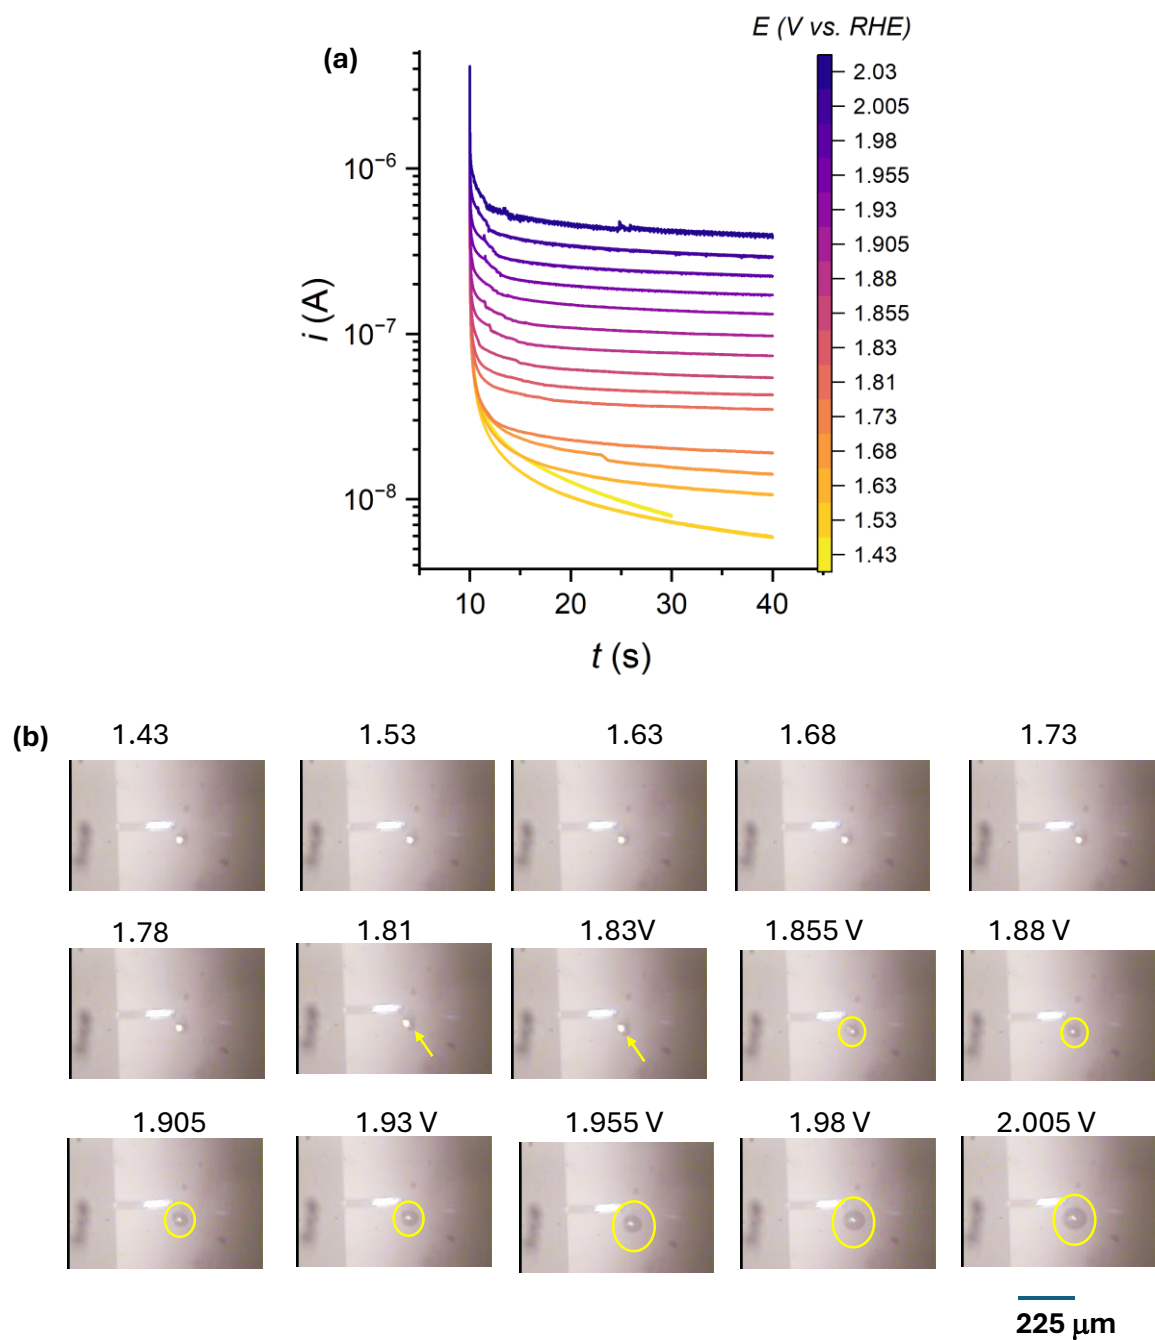 E (V vs. RHE)
(a)
2.03
2.005
1.98
1.955
1.93
1.905
1.88
1.855
1.83
1.81
1.73
1.68
1.63
1.53
1.43
10⁻⁶
10⁻⁷
10⁻⁸
i (A)
10 20 30 40
t (s)
(b)
1.43 1.53 1.63 1.68 1.73
1.78 1.81 1.83V 1.855 V 1.88 V
1.905 1.93 V 1.955 V 1.98 V 2.005 V
225 µm